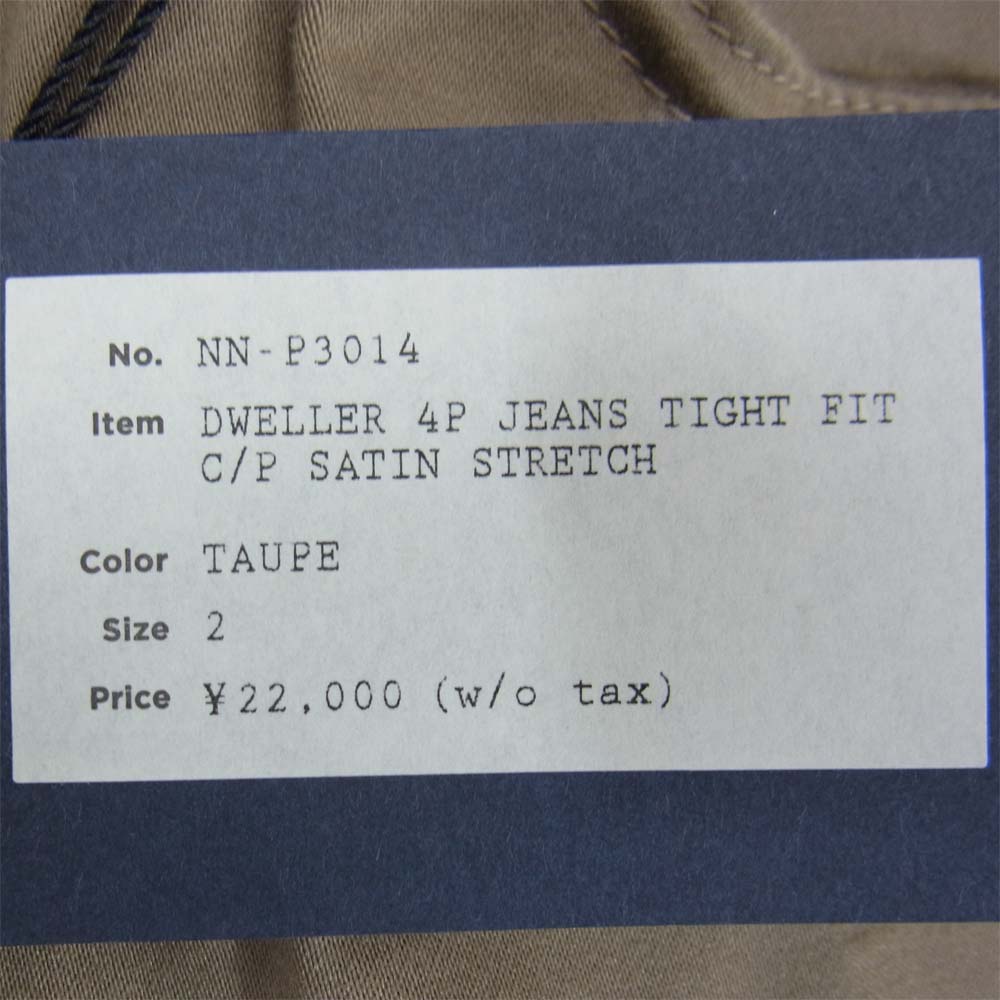 No. NN-P3014
Item DWELLER 4P JEANS TIGHT FIT
C/P SATIN STRETCH
Color TAUPE
Size 2
Price ¥22,000 (w/o tax)